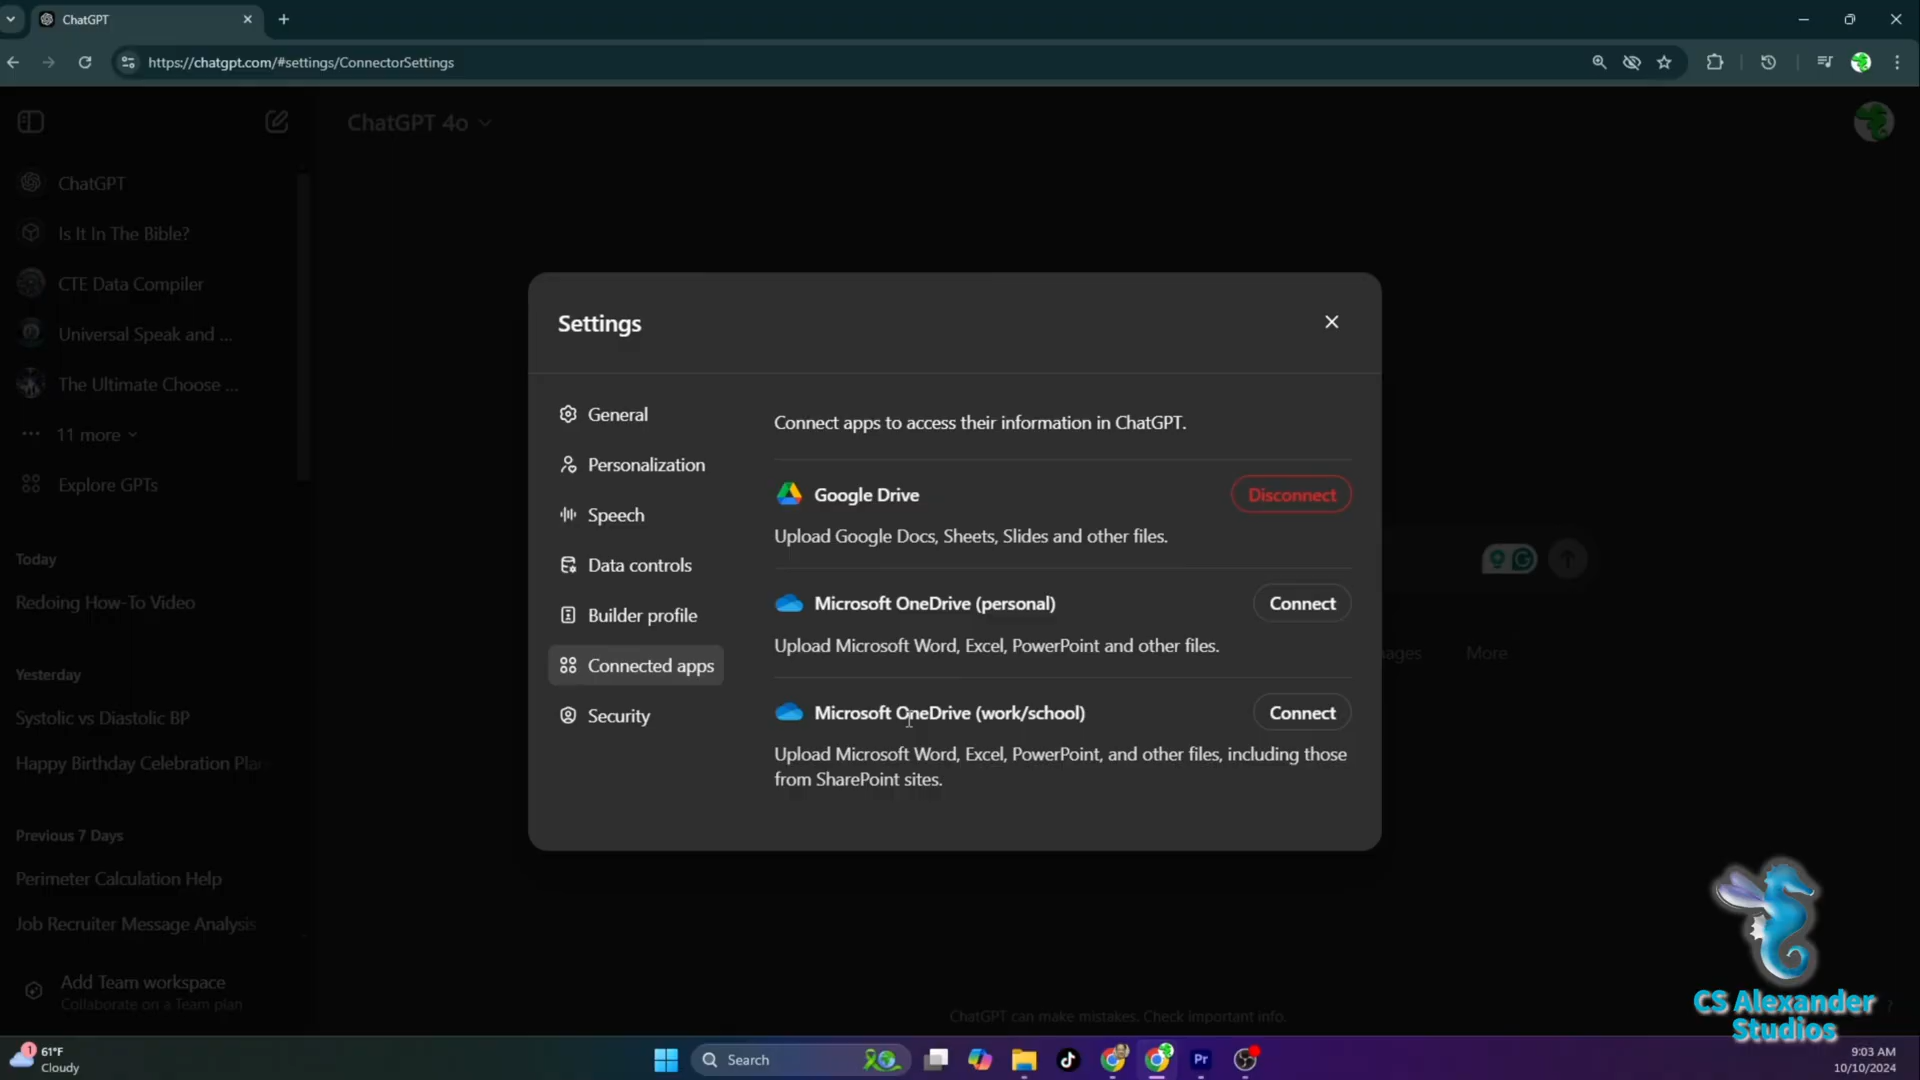 ChatGPT
https://chatgpt.com/#settings/ConnectorSettings
ChatGPT 4o
ChatGPT
Is It In The Bible?
CTE Data Compiler
Universal Speak and ...
The Ultimate Choose ...
11 more
Explore GPTs
Today
Redoing How-To Video
Yesterday
Systolic vs Diastolic BP
Happy Birthday Celebration
Previous 7 Days
Perimeter Calculation Help
Job Recruiter Message Analysis
Add Team workspace
Collaborate on a Team plan
Settings
General
Personalization
Speech
Data controls
Builder profile
Connected apps
Security
Connect apps to access their information in ChatGPT.
Google Drive
Disconnect
Upload Google Docs, Sheets, Slides and other files.
Microsoft OneDrive (personal)
Connect
Upload Microsoft Word, Excel, PowerPoint and other files.
Microsoft OneDrive (work/school)
Connect
Upload Microsoft Word, Excel, PowerPoint, and other files, including those
from SharePoint sites.
More
ChatGPT can make mistakes. Check important info.
CS Alexander
Studios
1
61°F
Cloudy
Search
Pr
9:03 AM
10/10/2024